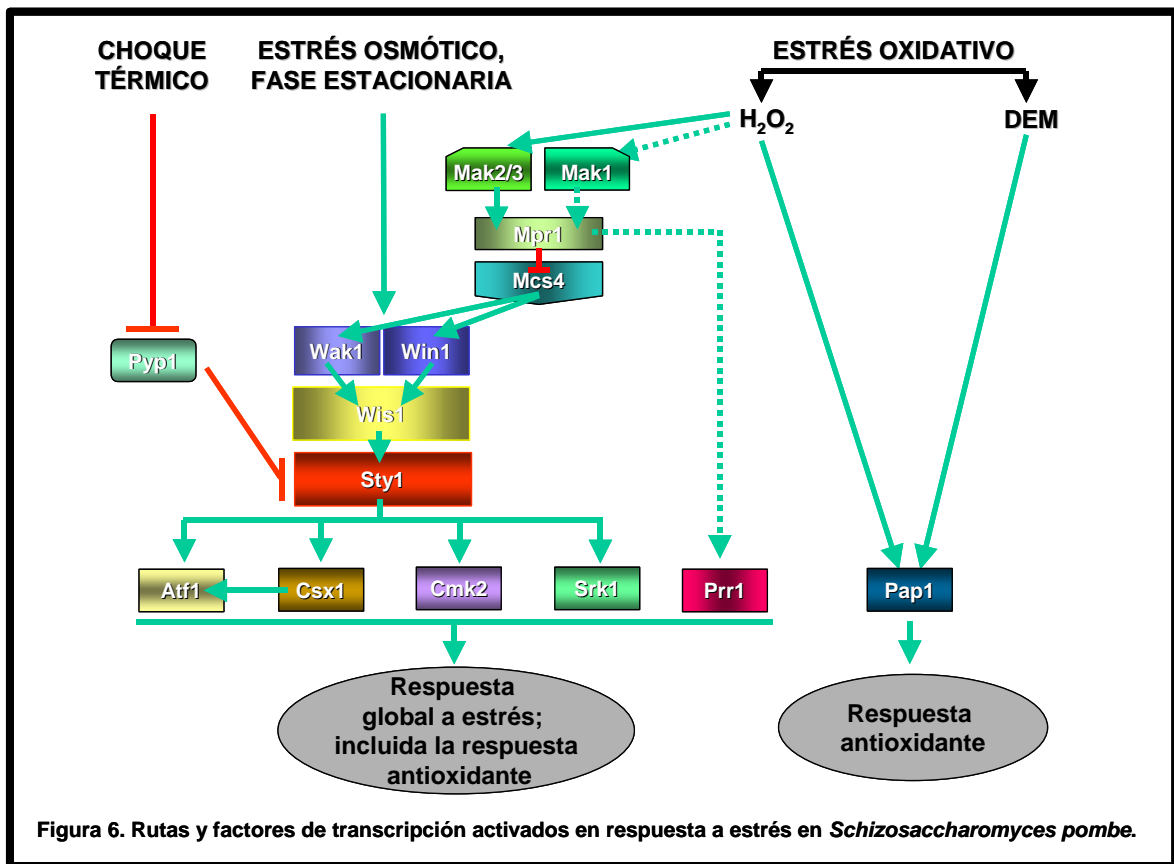 CHOQUE
TÉRMICO
ESTRÉS OSMÓTICO,
FASE ESTACIONARIA
ESTRÉS OXIDATIVO
H₂O₂
DEM
Mak2/3
Mak1
Mpr1
Mcs4
Wak1
Win1
Pyp1
Wis1
Sty1
Atf1
Csx1
Cmk2
Srk1
Prr1
Pap1
Respuesta
global a estrés;
incluida la respuesta
antioxidante
Respuesta
antioxidante
Figura 6. Rutas y factores de transcripción activados en respuesta a estrés en Schizosaccharomyces pombe.